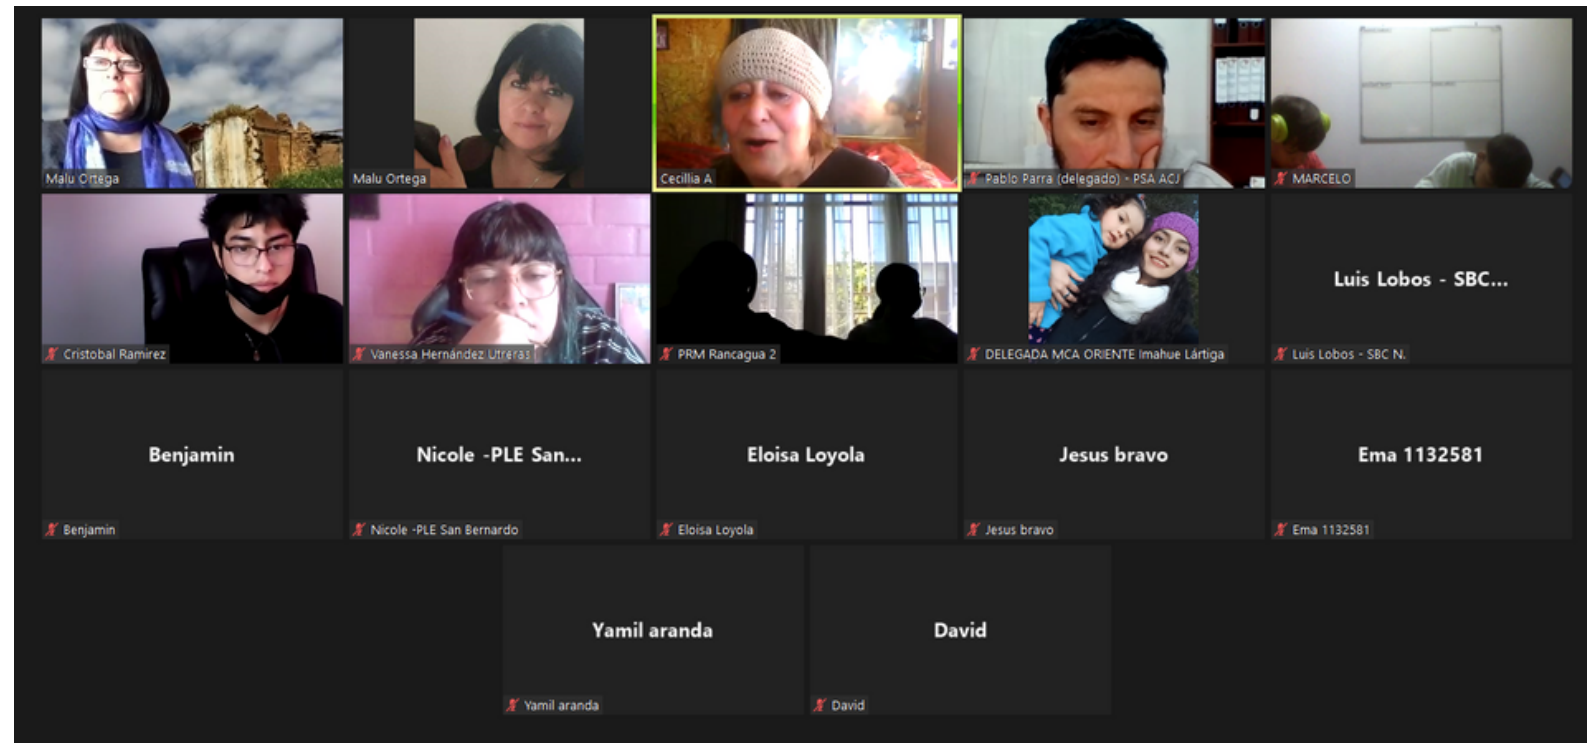 Malu Ortega
Malu Ortega
Cecillia A
Pablo Parra (delegado) - PSA ACJ
MARCELO
Cristobal Ramirez
Vanessa Hernández Utreras
PRM Rancagua 2
DELEGADA MCA ORIENTE Imahue Lártiga
Luis Lobos - SBC...
Luis Lobos - SBC N.
Benjamin
Benjamin
Nicole -PLE San...
Nicole -PLE San Bernardo
Eloisa Loyola
Eloisa Loyola
Jesus bravo
Jesus bravo
Ema 1132581
Ema 1132581
Yamil aranda
Yamil aranda
David
David